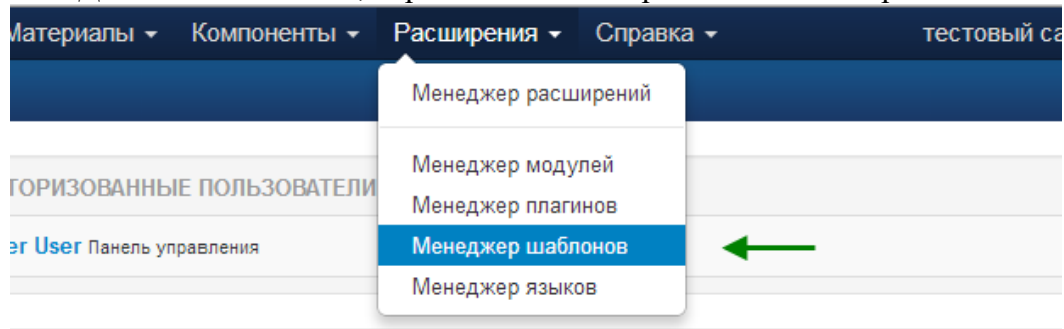 Материалы Компоненты Расширения Справка тестовый са
Менеджер расширений
Менеджер модулей
ТОРИЗОВАННЫЕ ПОЛЬЗОВАТЕЛИ
Менеджер плагинов
er User Панель управления
Менеджер шаблонов
Менеджер языков